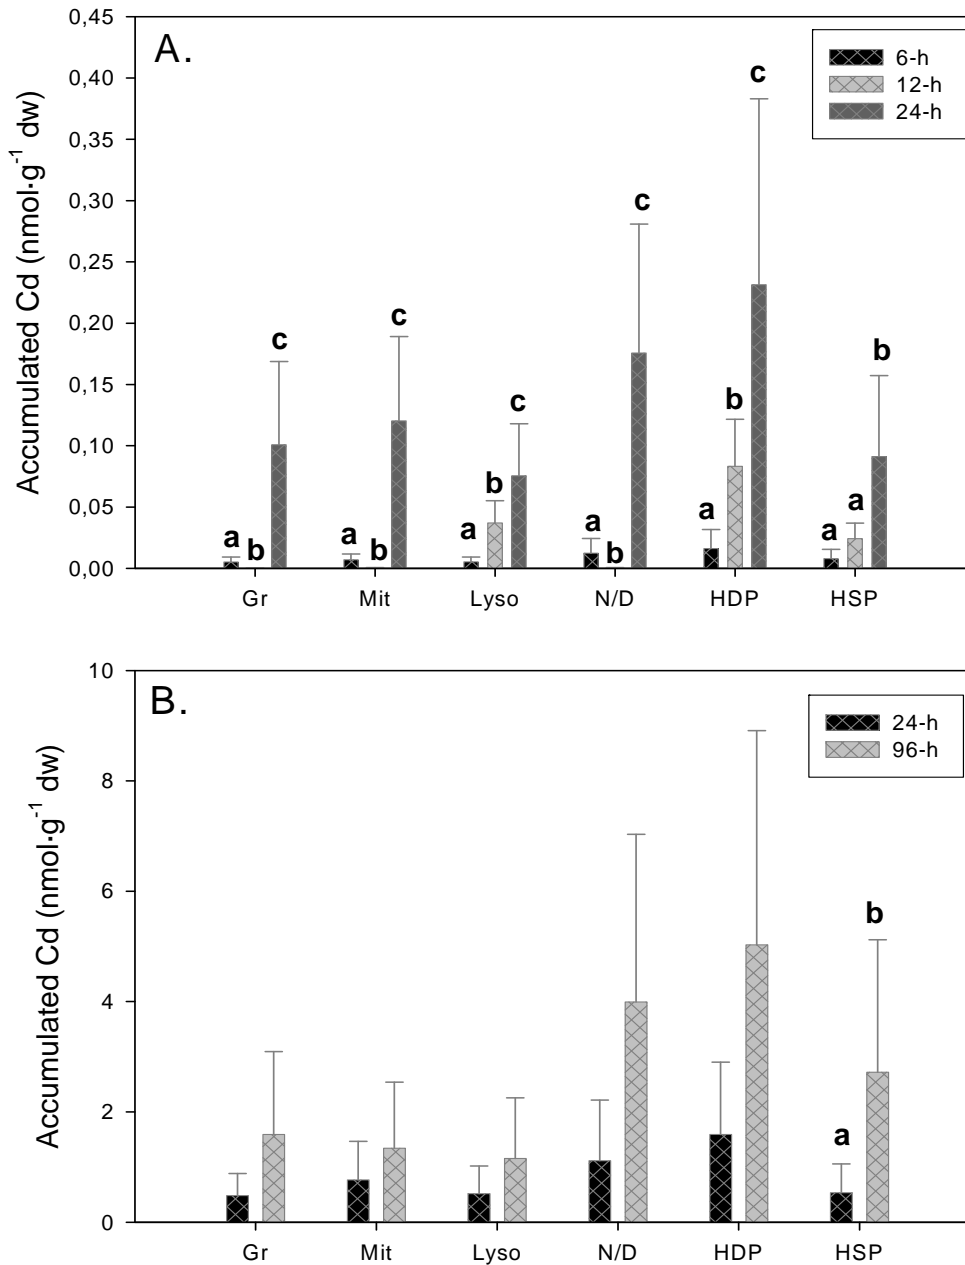 A.
6-h
12-h
24-h
Accumulated Cd (nmol·g⁻¹ dw)
0,45
0,40
0,35
0,30
0,25
0,20
0,15
0,10
0,05
0,00
a b c
a b c
a b c
a b c
a b c
a a b
Gr Mit Lyso N/D HDP HSP
B.
24-h
96-h
Accumulated Cd (nmol·g⁻¹ dw)
10
8
6
4
2
0
a b
Gr Mit Lyso N/D HDP HSP